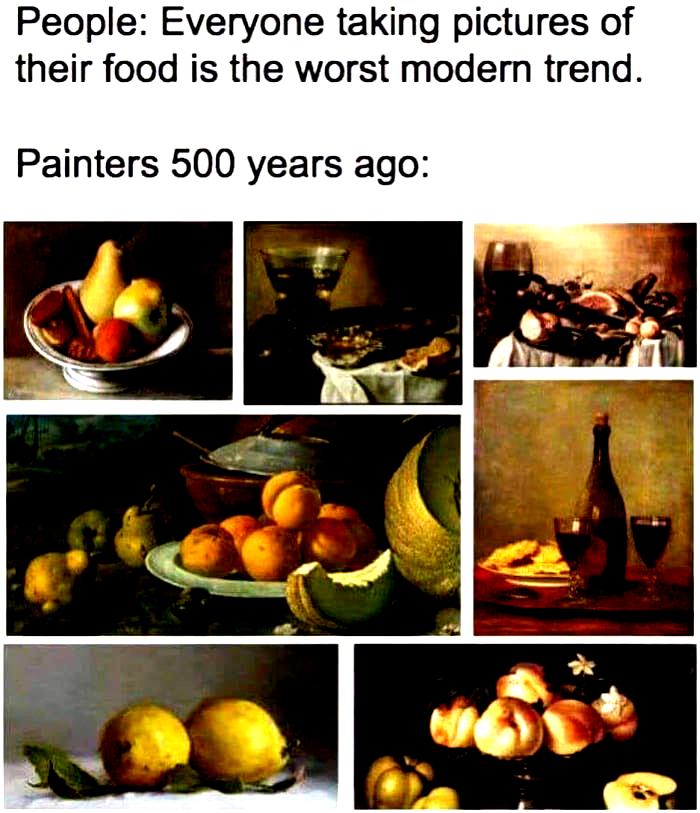 People: Everyone taking pictures of
their food is the worst modern trend.
Painters 500 years ago: